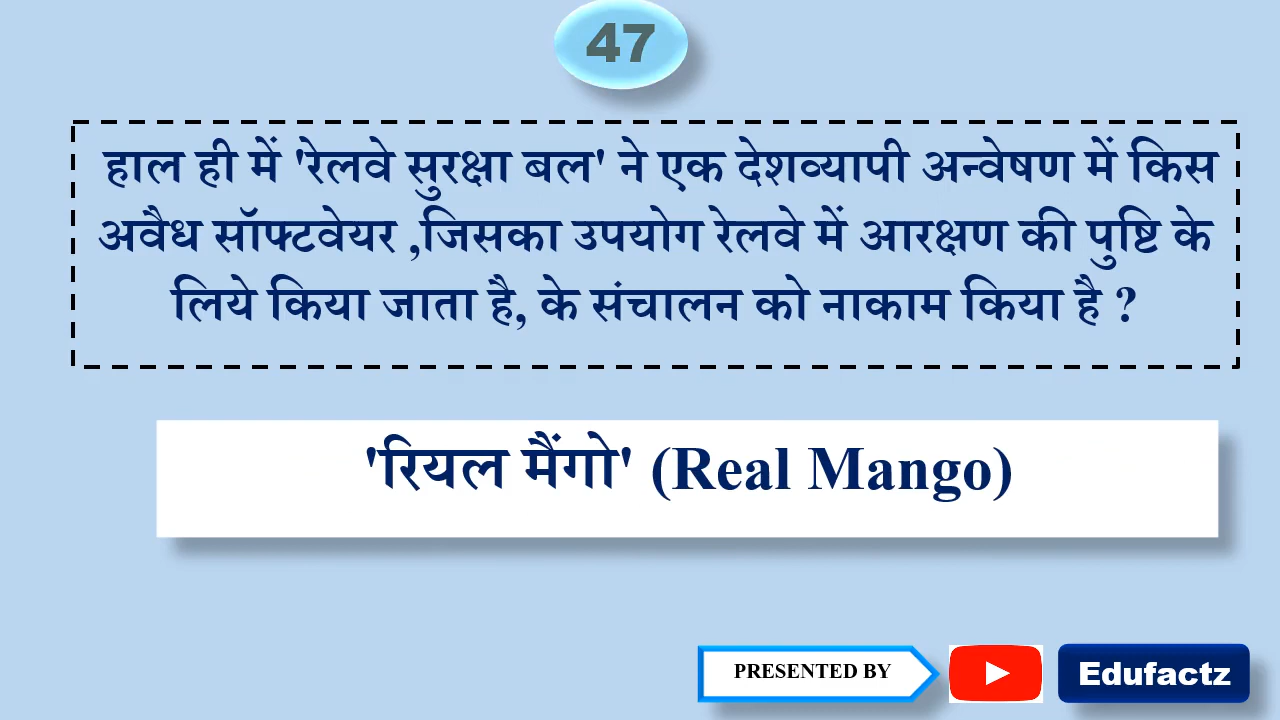 47
हाल ही में 'रेलवे सुरक्षा बल' ने एक देशव्यापी अन्वेषण में किस
अवैध सॉफ्टवेयर ,जिसका उपयोग रेलवे में आरक्षण की पुष्टि के
लिये किया जाता है, के संचालन को नाकाम किया है ?
'रियल मैंगो' (Real Mango)
PRESENTED BY
Edufactz